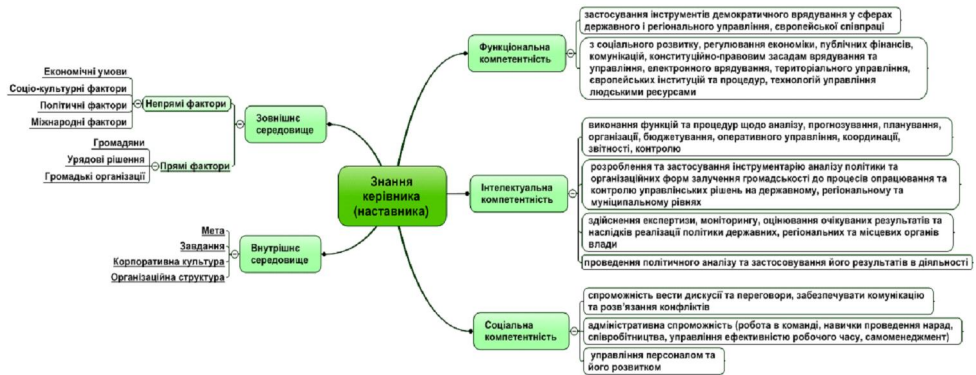 Знання
керівника
(наставника)
Зовнішнє
середовище
Непрямі фактори
Економічні умови
Соціо-культурні фактори
Політичні фактори
Міжнародні фактори
Прямі фактори
Громадяни
Урядові рішення
Громадські організації
Внутрішнє
середовище
Мета
Завдання
Корпоративна культура
Організаційна структура
Функціональна
компетентність
застосування інструментів демократичного врядування у сферах
державного і регіонального управління, європейської співпраці
з соціального розвитку, регулювання економіки, публічних фінансів,
комунікацій, конституційно-правовим засадам врядування та
управління, електронного врядування, територіального управління,
європейських інституцій та процедур, технологій управління
людськими ресурсами
Інтелектуальна
компетентність
виконання функцій та процедур щодо аналізу, прогнозування, планування,
організації, бюджетування, оперативного управління, координації,
звітності, контролю
розроблення та застосування інструментарію аналізу політики та
організаційних форм залучення громадськості до процесів опрацювання та
контролю управлінських рішень на державному, регіональному та
муніципальному рівнях
здійснення експертизи, моніторингу, оцінювання очікуваних результатів та
наслідків реалізації політики державних, регіональних та місцевих органів
влади
проведення політичного аналізу та застосовування його результатів в діяльності
Соціальна
компетентність
спроможність вести дискусії та переговори, забезпечувати комунікацію
та розв'язання конфліктів
адміністративна спроможність (робота в команді, навички проведення нарад,
співробітництва, управління ефективністю робочого часу, самоменеджмент)
управління персоналом та
його розвитком